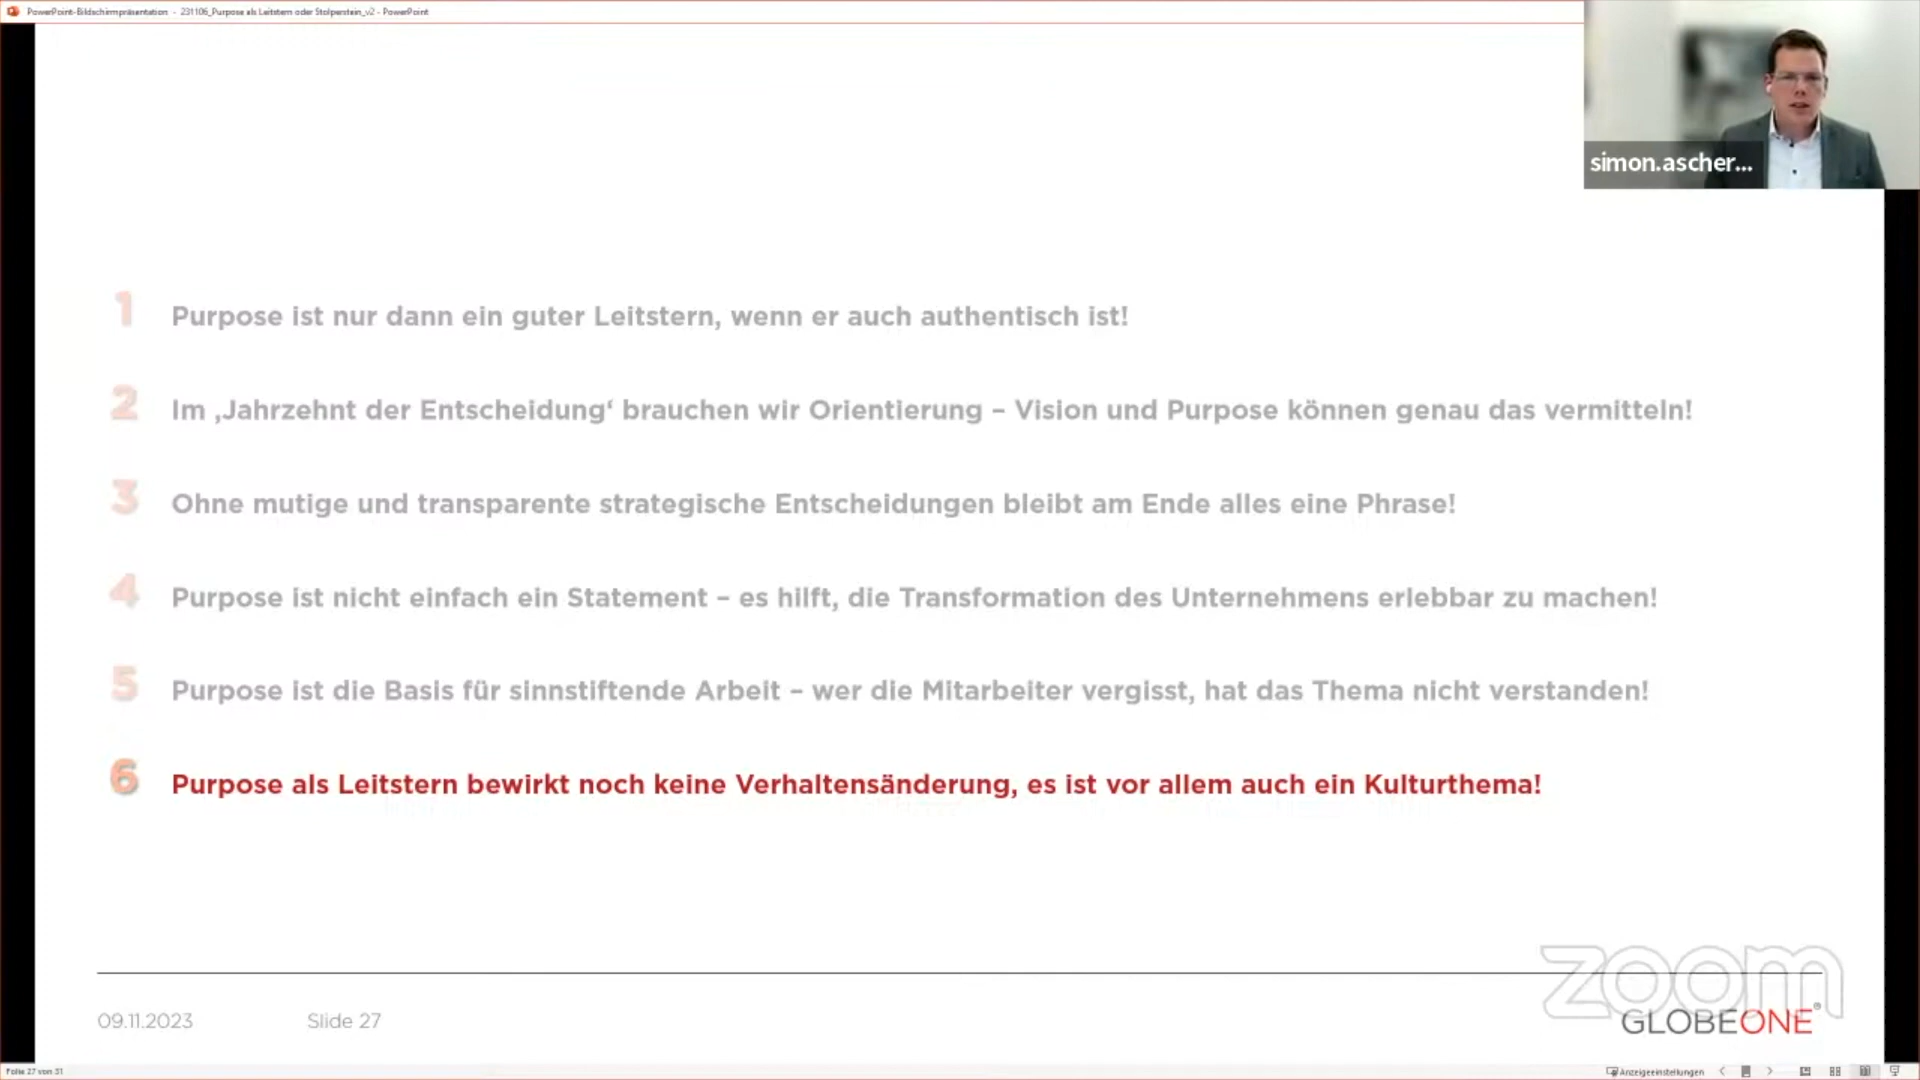 PowerPoint-Bildschirmpräsentation - 231106_Purpose als Leitstern oder Stolperstein_v2 - PowerPoint
simon.ascher...
1 Purpose ist nur dann ein guter Leitstern, wenn er auch authentisch ist!
2 Im ‚Jahrzehnt der Entscheidung‘ brauchen wir Orientierung – Vision und Purpose können genau das vermitteln!
3 Ohne mutige und transparente strategische Entscheidungen bleibt am Ende alles eine Phrase!
4 Purpose ist nicht einfach ein Statement – es hilft, die Transformation des Unternehmens erlebbar zu machen!
5 Purpose ist die Basis für sinnstiftende Arbeit – wer die Mitarbeiter vergisst, hat das Thema nicht verstanden!
6 Purpose als Leitstern bewirkt noch keine Verhaltensänderung, es ist vor allem auch ein Kulturthema!
zoom
09.11.2023 Slide 27 GLOBEONE®
Folie 27 von 31 Anzeigeeinstellungen